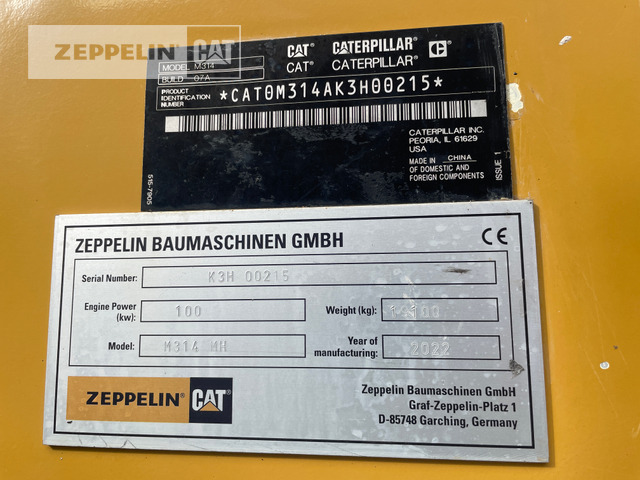 ZEPPELIN CAT
CAT CATERPILLAR C
CAT® CATERPILLAR®
MODEL M314
BUILD 07A
PRODUCT IDENTIFICATION NUMBER *CAT0M314AK3H00215*
CATERPILLAR INC.
PEORIA, IL 61629
USA
MADE IN CHINA
OF DOMESTIC AND
FOREIGN COMPONENTS
ISSUE 1
515-7905
ZEPPELIN BAUMASCHINEN GMBH CE
Serial Number: K3H 00215
Engine Power (kw): 100 Weight (kg):
Model: M314 MH Year of manufacturing: 2022
ZEPPELIN® CAT®
Zeppelin Baumaschinen GmbH
Graf-Zeppelin-Platz 1
D-85748 Garching, Germany